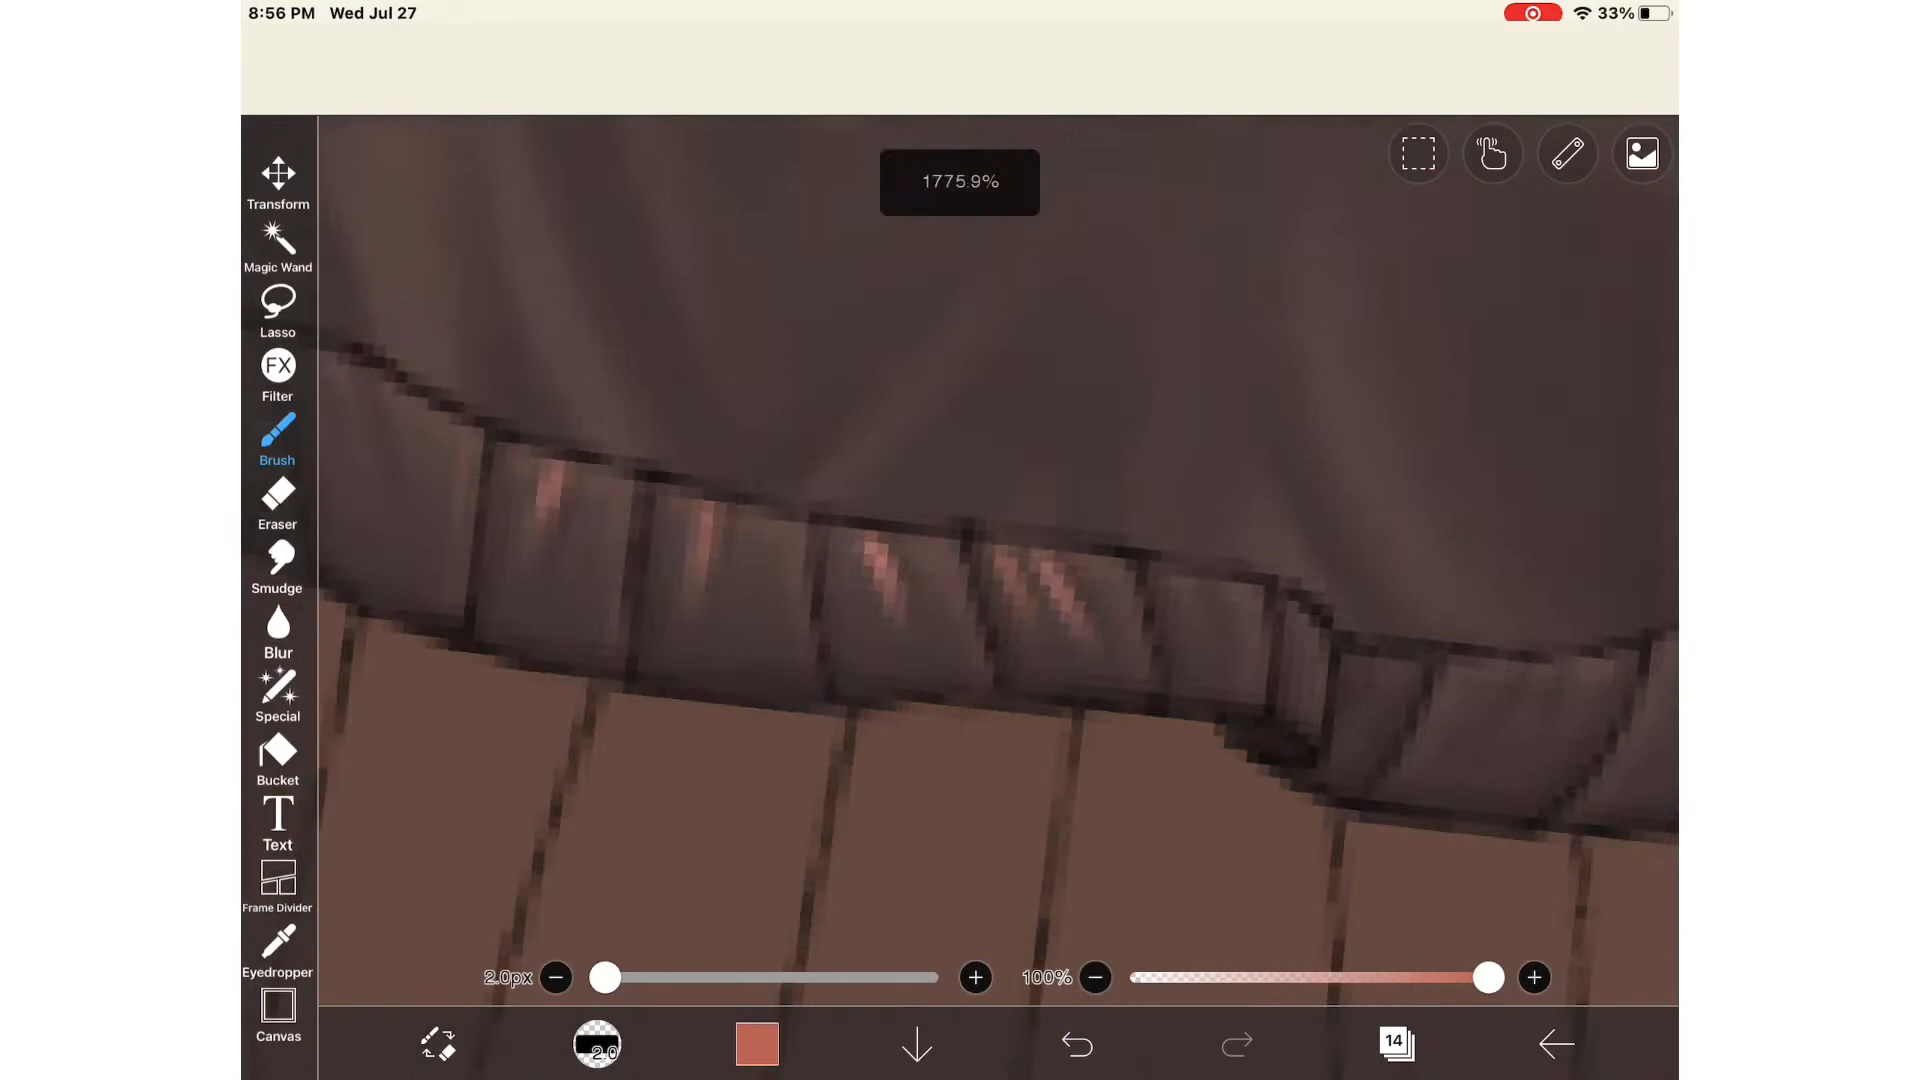 8:56 PM Wed Jul 27
33%
1775.9%
Transform
Magic Wand
Lasso
FX
Filter
Brush
Eraser
Smudge
Blur
Special
Bucket
T
Text
Frame Divider
Eyedropper
Canvas
2.0px
100%
2.0
14